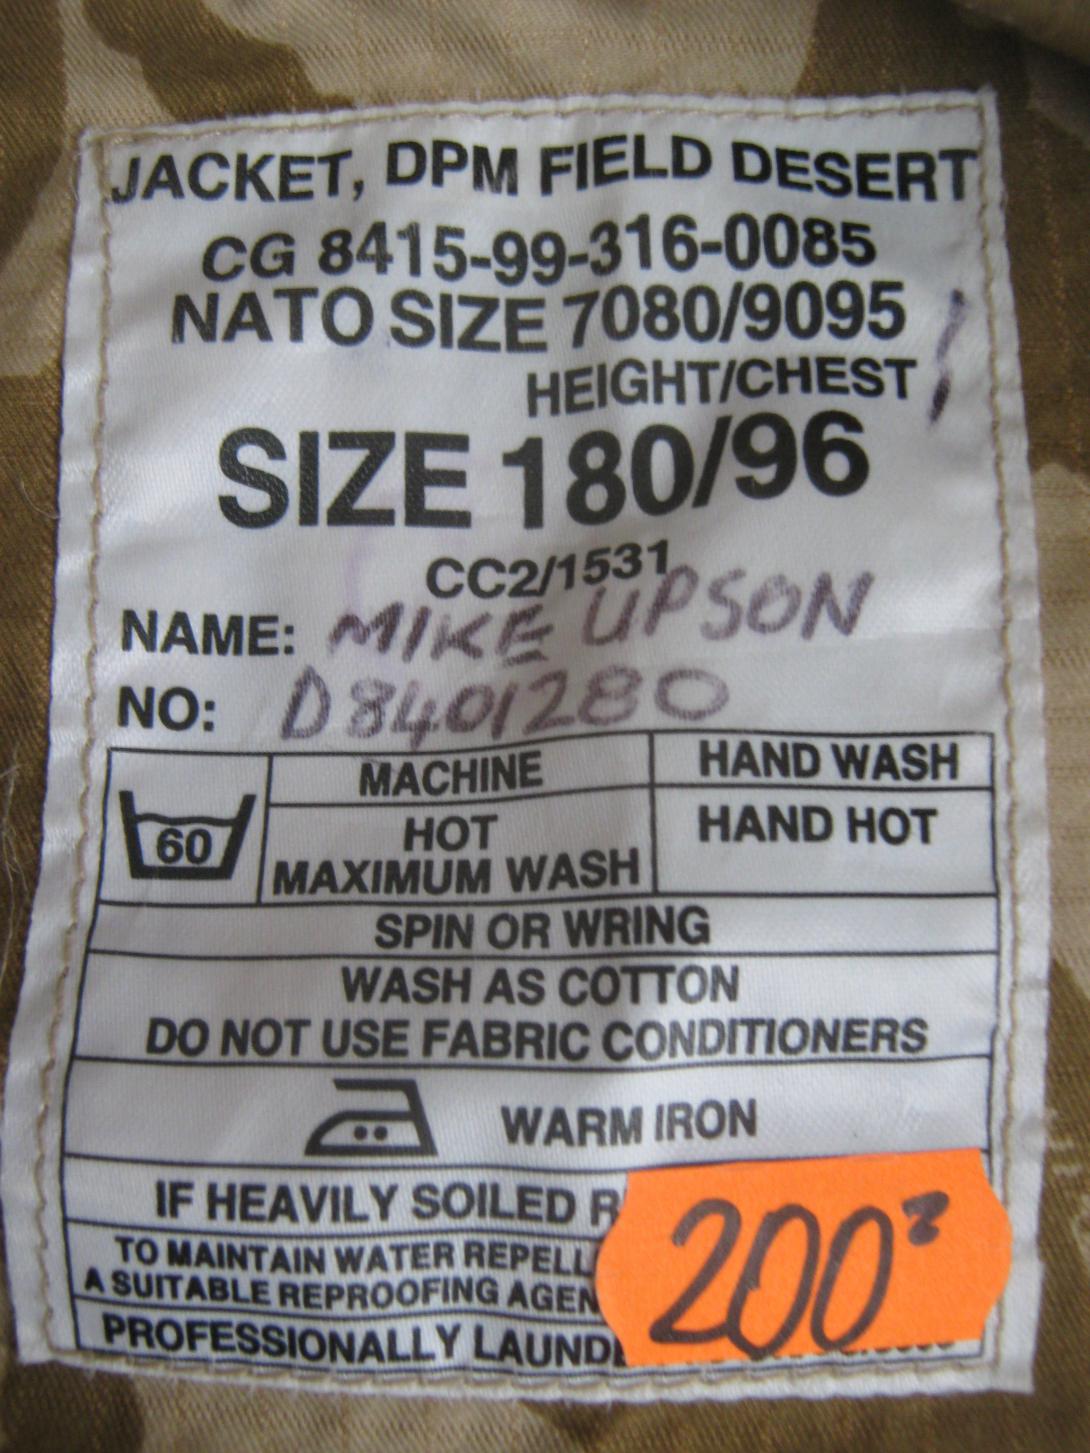 JACKET, DPM FIELD DESERT
CG 8415-99-316-0085
NATO SIZE 7080/9095
HEIGHT/CHEST
SIZE 180/96
CC2/1531
NAME: MIKE UPSON
NO: D8401280
MACHINE HAND WASH
60 HOT HAND HOT
MAXIMUM WASH
SPIN OR WRING
WASH AS COTTON
DO NOT USE FABRIC CONDITIONERS
WARM IRON
IF HEAVILY SOILED
TO MAINTAIN WATER
A SUITABLE REPROOFING
PROFESSIONALLY
200